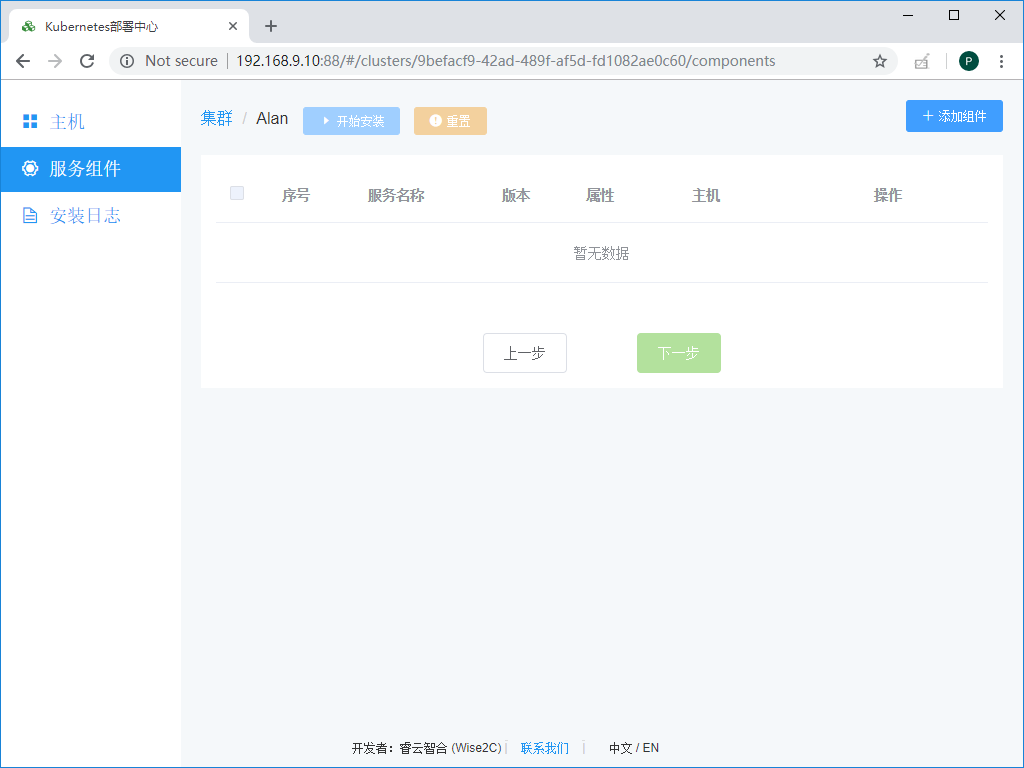 Kubernetes部署中心
Not secure | 192.168.9.10:88/#/clusters/9befacf9-42ad-489f-af5d-fd1082ae0c60/components
P
主机
服务组件
安装日志
集群 / Alan 开始安装 重置 添加组件
序号 服务名称 版本 属性 主机 操作
暂无数据
上一步 下一步
开发者：睿云智合 (Wise2C) | 联系我们 | 中文 / EN